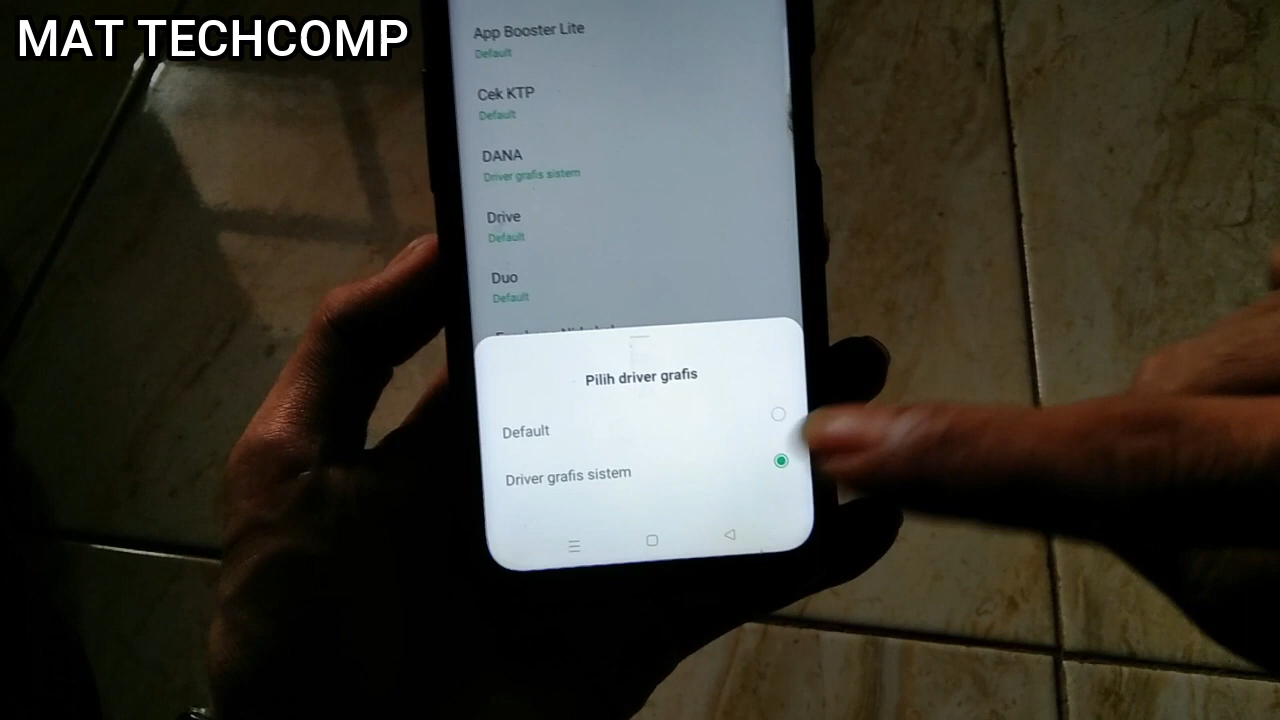 MAT TECHCOMP
App Booster Lite
Default
Cek KTP
Default
DANA
Driver grafis sistem
Drive
Default
Duo
Default
Pilih driver grafis
Default
Driver grafis sistem